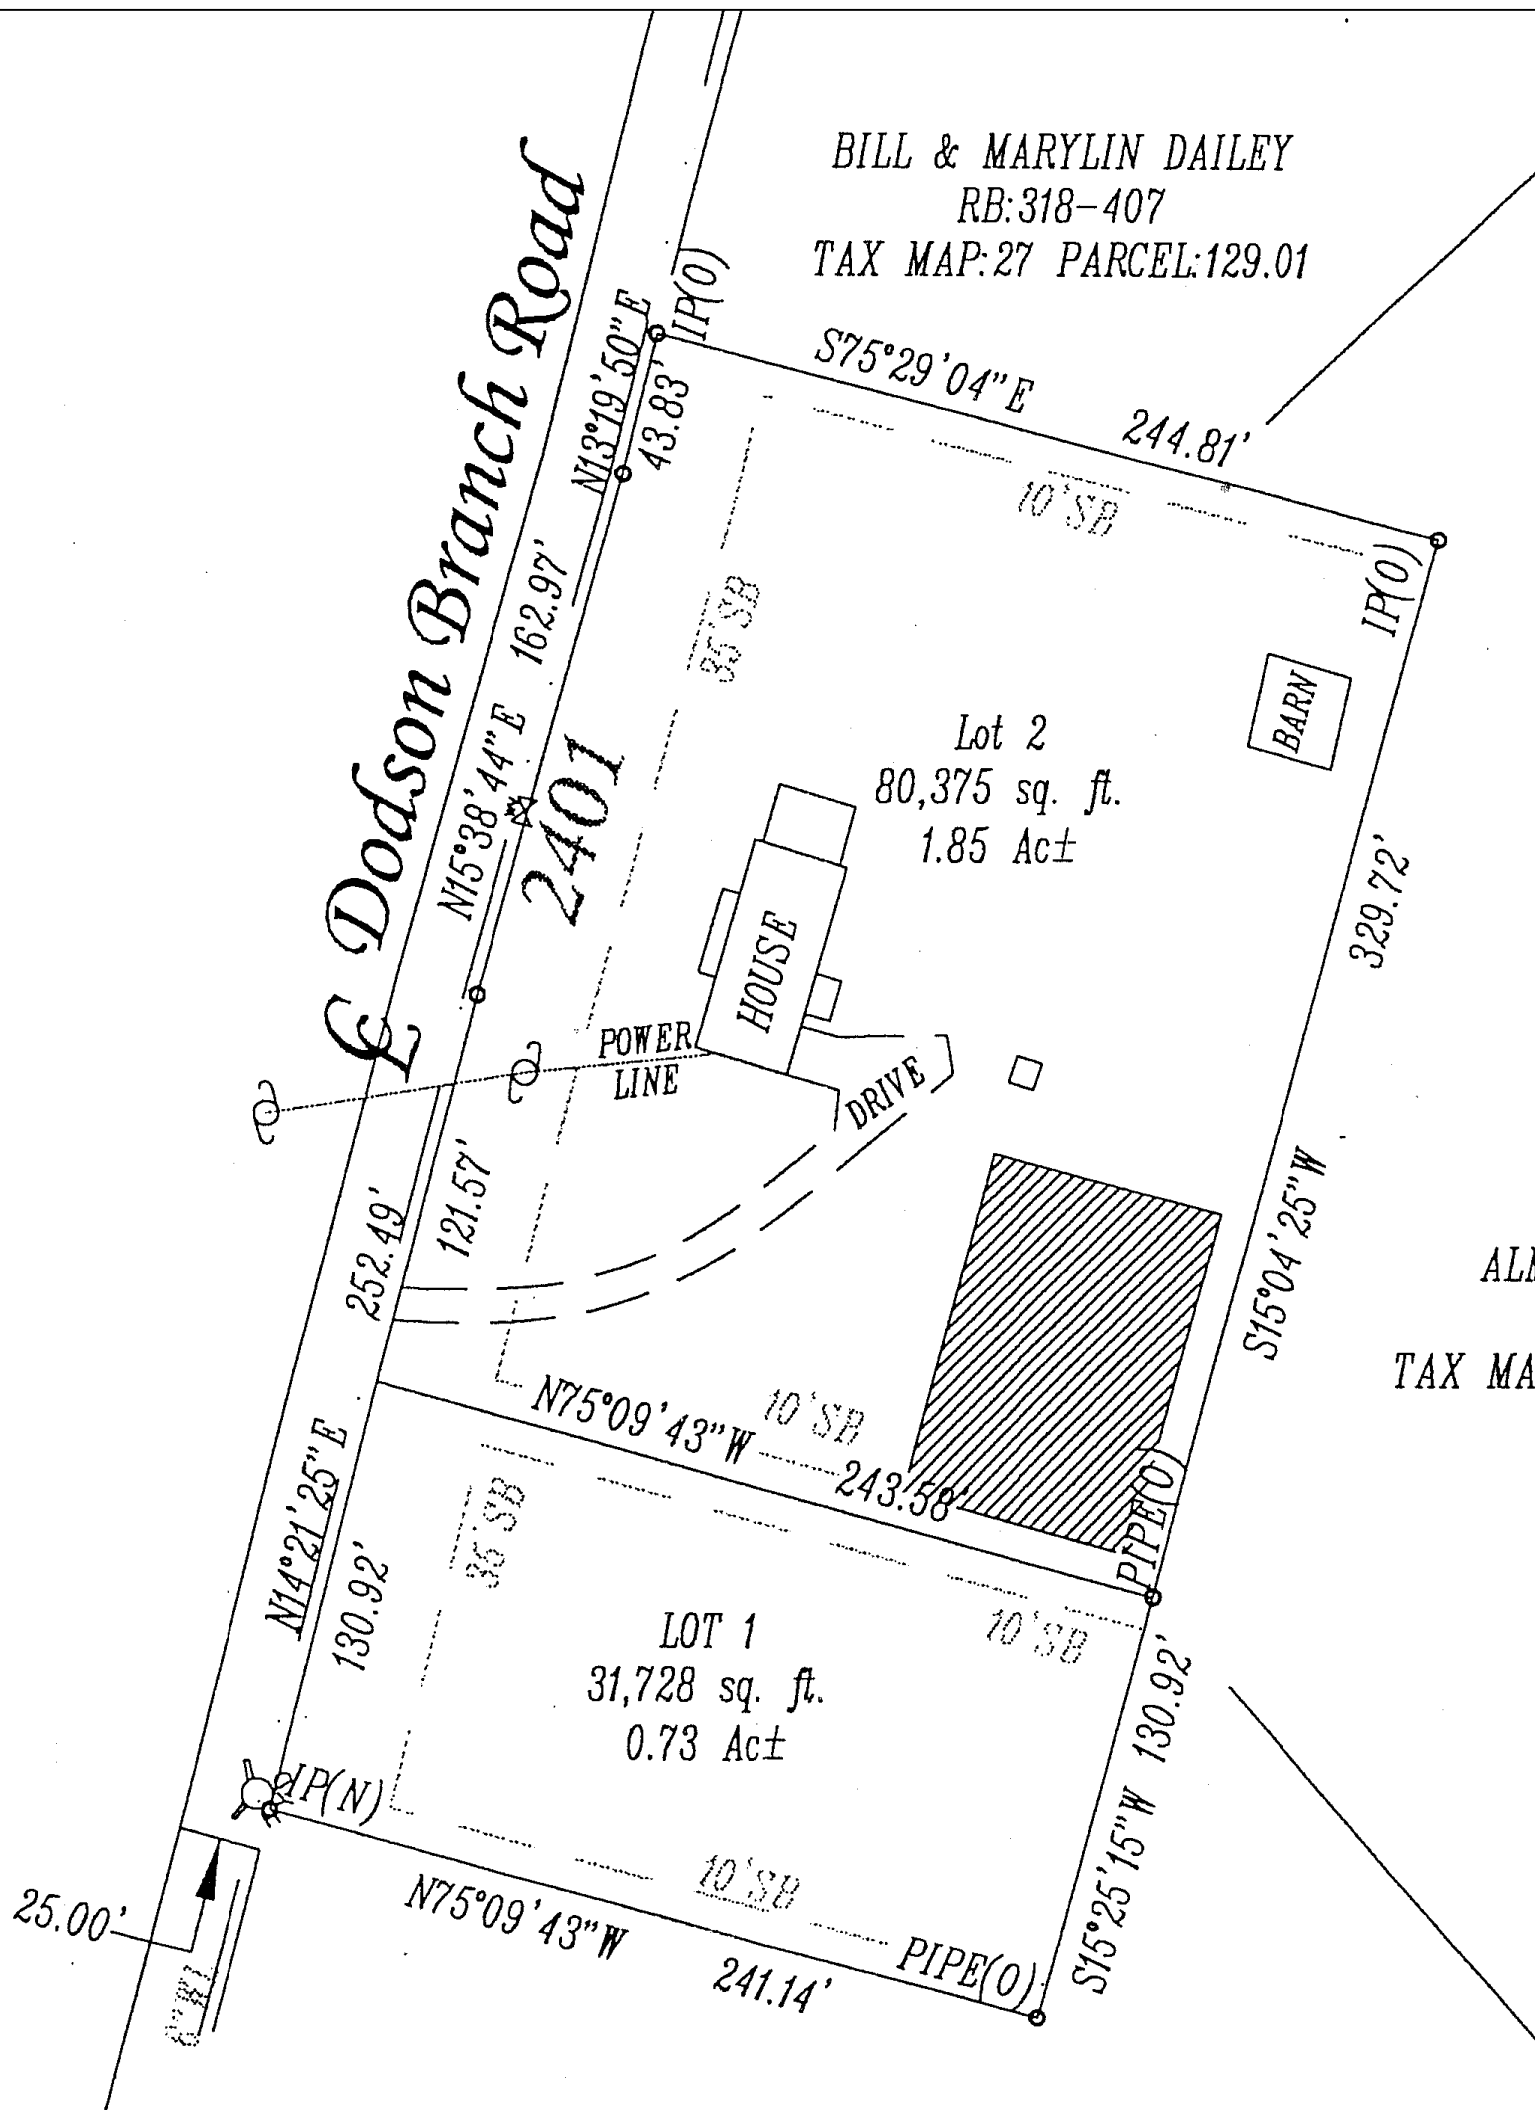 BILL & MARYLIN DAILEY
RB:318-407
TAX MAP:27 PARCEL:129.01
℄ Dodson Branch Road
IP(O)
N13°19'50"E
43.83'
S75°29'04"E
244.81'
10'SB
IP(O)
162.97'
N15°38'44"E
2401
35'SB
BARN
Lot 2
80,375 sq. ft.
1.85 Ac±
329.72'
S15°04'25"W
HOUSE
POWER
LINE
DRIVE
252.49'
121.57'
N14°21'25"E
130.92'
N75°09'43"W
10'SB
243.58'
PIPE(O)
TAX MA
35'SB
10'SB
LOT 1
31,728 sq. ft.
0.73 Ac±
S15°25'15"W 130.92'
IP(N)
10'SB
N75°09'43"W
241.14'
PIPE(O)
25.00'
8"WL